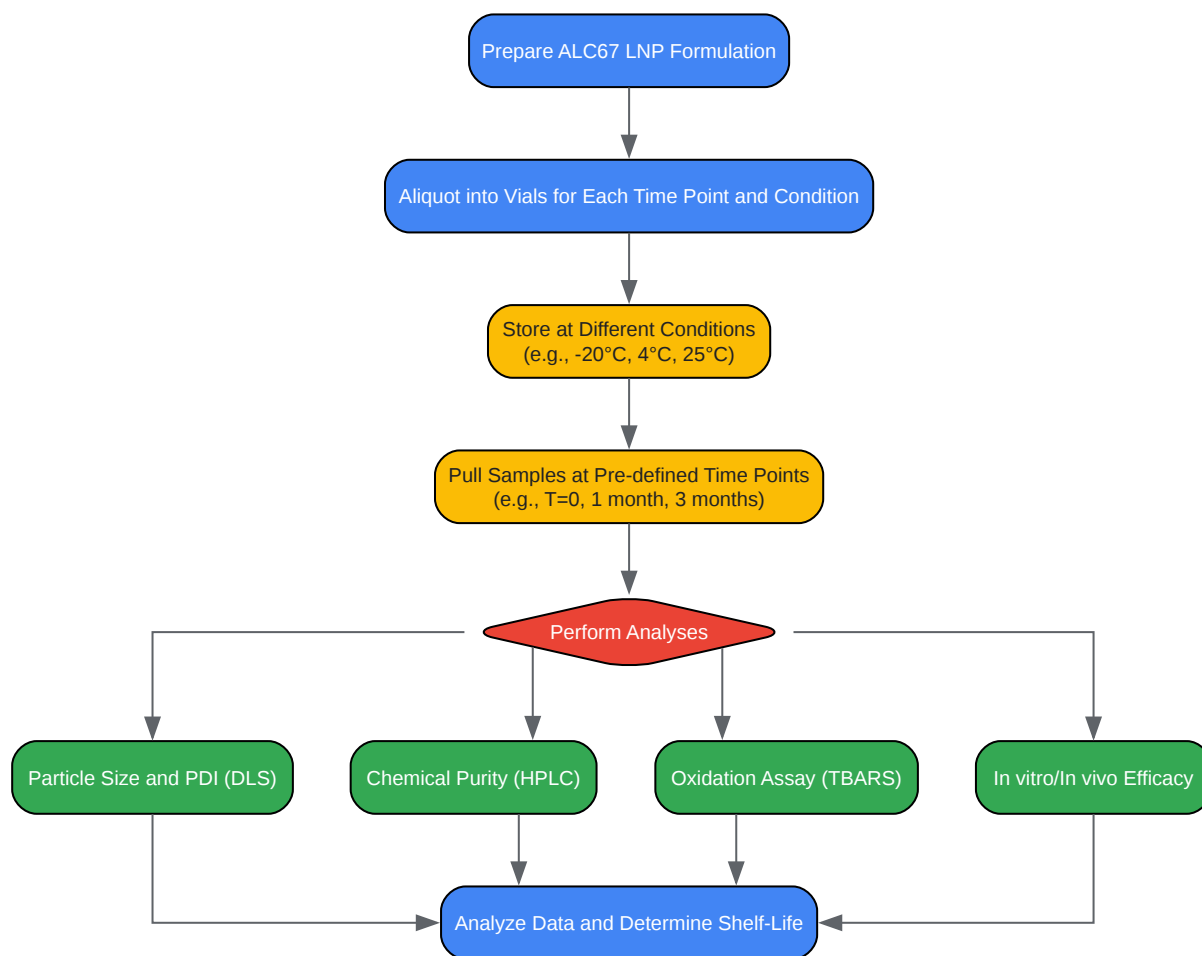 Prepare ALC67 LNP Formulation
Aliquot into Vials for Each Time Point and Condition
Store at Different Conditions
(e.g., -20°C, 4°C, 25°C)
Pull Samples at Pre-defined Time Points
(e.g., T=0, 1 month, 3 months)
Perform Analyses
Particle Size and PDI (DLS)
Chemical Purity (HPLC)
Oxidation Assay (TBARS)
In vitro/In vivo Efficacy
Analyze Data and Determine Shelf-Life